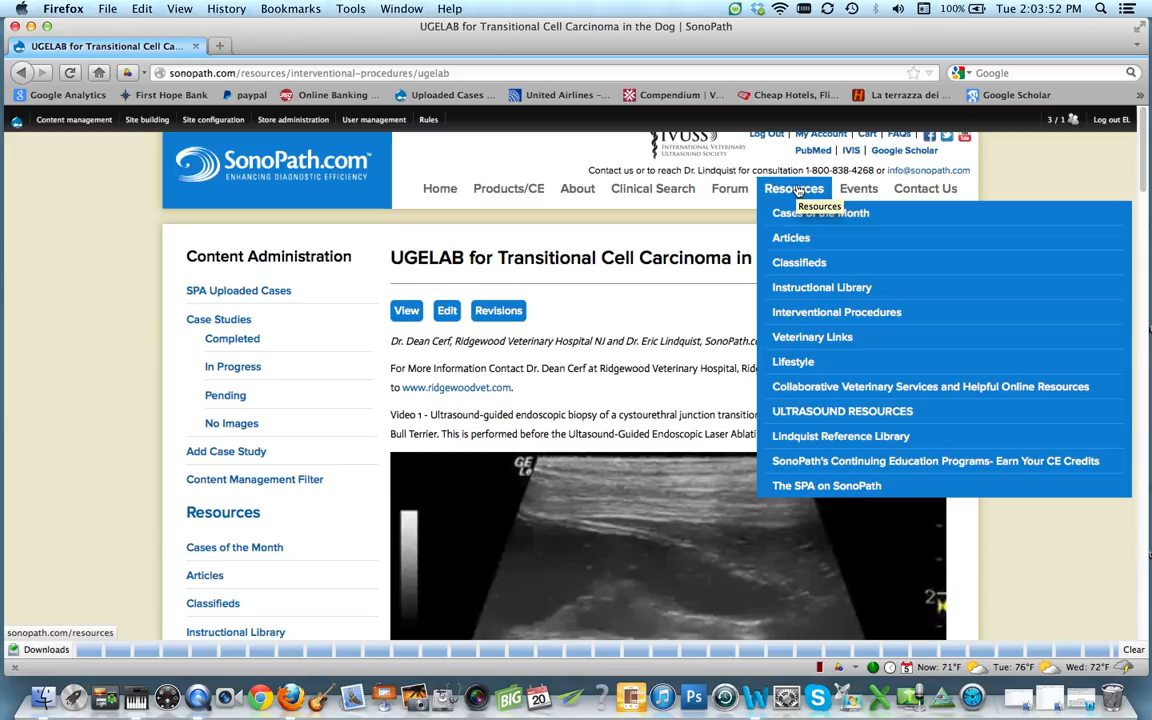 Firefox File Edit View History Bookmarks Tools Window Help 100% Tue 2:03:52 PM
UGELAB for Transitional Cell Carcinoma in the Dog | SonoPath
UGELAB for Transitional Cell Ca...
sonopath.com/resources/interventional-procedures/ugelab Google
Google Analytics First Hope Bank paypal Online Banking ... Uploaded Cases ... United Airlines -... Compendium | V... Cheap Hotels, Fli... La terrazza dei ... Google Scholar
Content management Site building Site configuration Store administration User management Rules 3 / 1 Log out EL
SonoPath.com
ENHANCING DIAGNOSTIC EFFICIENCY
IVUSS
INTERNATIONAL VETERINARY
ULTRASOUND SOCIETY
Log Out My Account Cart FAQs
PubMed IVIS Google Scholar
Contact us or to reach Dr. Lindquist for consultation 1-800-838-4268 or info@sonopath.com
Home Products/CE About Clinical Search Forum Resources Events Contact Us
Resources
Cases of the Month
Articles
Classifieds
Instructional Library
Interventional Procedures
Veterinary Links
Lifestyle
Collaborative Veterinary Services and Helpful Online Resources
ULTRASOUND RESOURCES
Lindquist Reference Library
SonoPath's Continuing Education Programs- Earn Your CE Credits
The SPA on SonoPath
Content Administration
SPA Uploaded Cases
Case Studies
Completed
In Progress
Pending
No Images
Add Case Study
Content Management Filter
Resources
Cases of the Month
Articles
Classifieds
Instructional Library
UGELAB for Transitional Cell Carcinoma in
View Edit Revisions
Dr. Dean Cerf, Ridgewood Veterinary Hospital NJ and Dr. Eric Lindquist, SonoPath.c
For More Information Contact Dr. Dean Cerf at Ridgewood Veterinary Hospital, Rid
to www.ridgewoodvet.com.
Video 1 - Ultrasound-guided endoscopic biopsy of a cystourethral junction transition
Bull Terrier. This is performed before the Ultasound-Guided Endoscopic Laser Ablati
GE
2
sonopath.com/resources
Downloads Clear
5 Now: 71°F Tue: 76°F Wed: 72°F
BIG 20 Ps